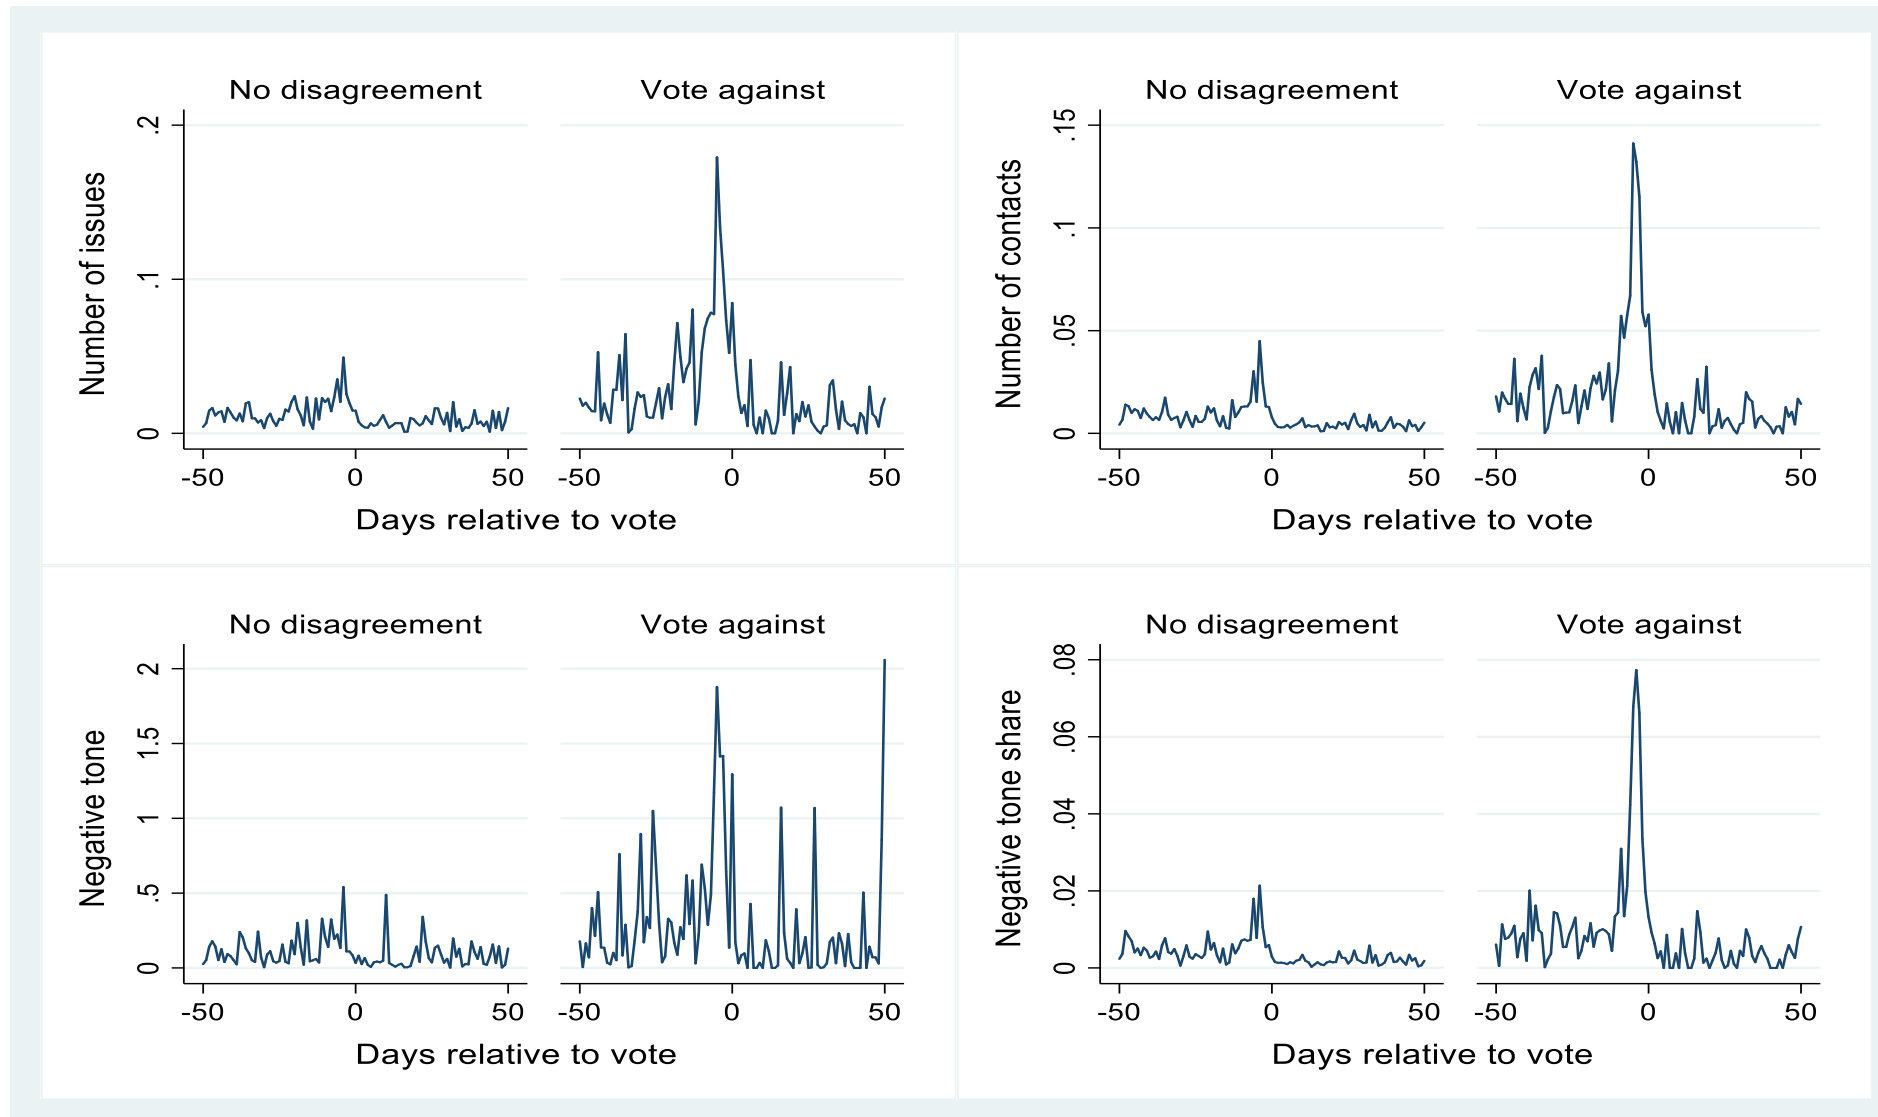 No disagreement Vote against
Number of issues
.2
.1
0
-50 0 50 -50 0 50
Days relative to vote
No disagreement Vote against
Number of contacts
.15
.1
.05
0
-50 0 50 -50 0 50
Days relative to vote
No disagreement Vote against
Negative tone
2
1.5
1
.5
0
-50 0 50 -50 0 50
Days relative to vote
No disagreement Vote against
Negative tone share
.08
.06
.04
.02
0
-50 0 50 -50 0 50
Days relative to vote